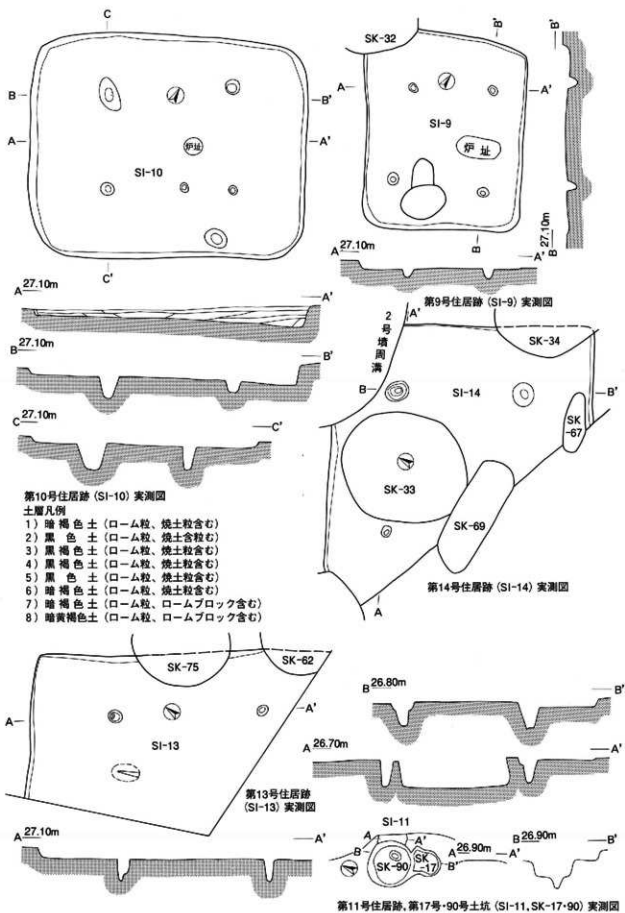 C
B
B'
A
A'
炉址
SI-10
C'
A 27.10m
A'
B 27.10m
B'
C 27.10m
C'
第10号住居跡 (SI-10) 実測図
土層凡例
1) 暗褐色土 (ローム粒、焼土粒含む)
2) 黒色土 (ローム粒、焼土含粒む)
3) 黒褐色土 (ローム粒、焼土粒含む)
4) 黒褐色土 (ローム粒、焼土粒含む)
5) 黒色土 (ローム粒、焼土粒含む)
6) 暗褐色土 (ローム粒、焼土粒含む)
7) 暗褐色土 (ローム粒、ロームブロック含む)
8) 暗黄褐色土 (ローム粒、ロームブロック含む)
SK-32
B'
A
A'
SI-9
炉址
B
B'
27.10m
B
A 27.10m
A'
第9号住居跡 (SI-9) 実測図
2号墳周溝
A'
SK-34
B
SI-14
B'
SK-67
SK-33
SK-69
A
第14号住居跡 (SI-14) 実測図
B 26.80m
B'
A 26.70m
A'
SK-75
SK-62
A
A'
SI-13
第13号住居跡
(SI-13) 実測図
A 27.10m
A'
SI-11
A
A'
B
B'
SK-90
SK-17
A 26.90m
A'
B 26.90m
B'
第11号住居跡、第17号・90号土坑 (SI-11, SK-17・90) 実測図